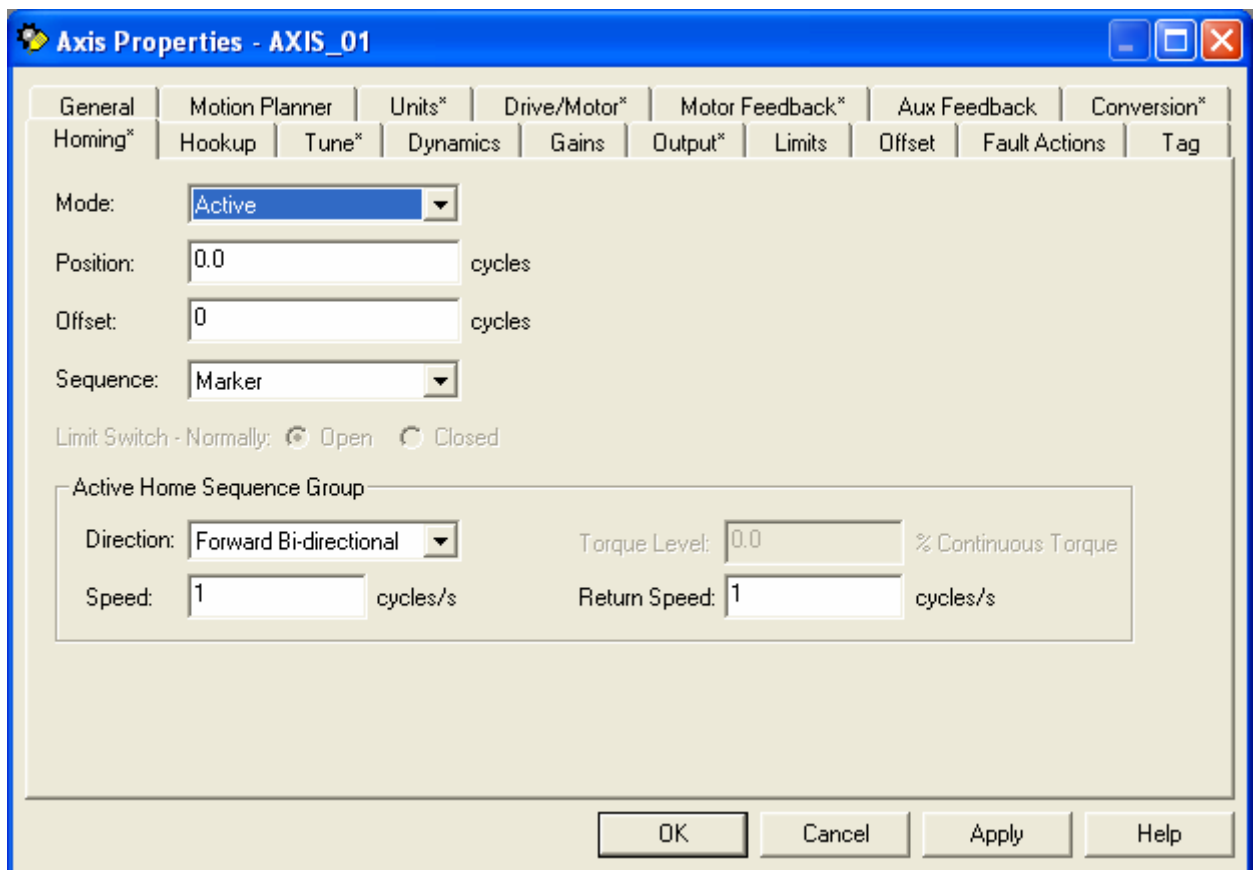 Axis Properties - AXIS_01
General Motion Planner Units* Drive/Motor* Motor Feedback* Aux Feedback Conversion*
Homing* Hookup Tune* Dynamics Gains Output* Limits Offset Fault Actions Tag
Mode: Active
Position: 0.0 cycles
Offset: 0 cycles
Sequence: Marker
Limit Switch - Normally: Open Closed
Active Home Sequence Group
Direction: Forward Bi-directional Torque Level: 0.0 % Continuous Torque
Speed: 1 cycles/s Return Speed: 1 cycles/s
OK Cancel Apply Help